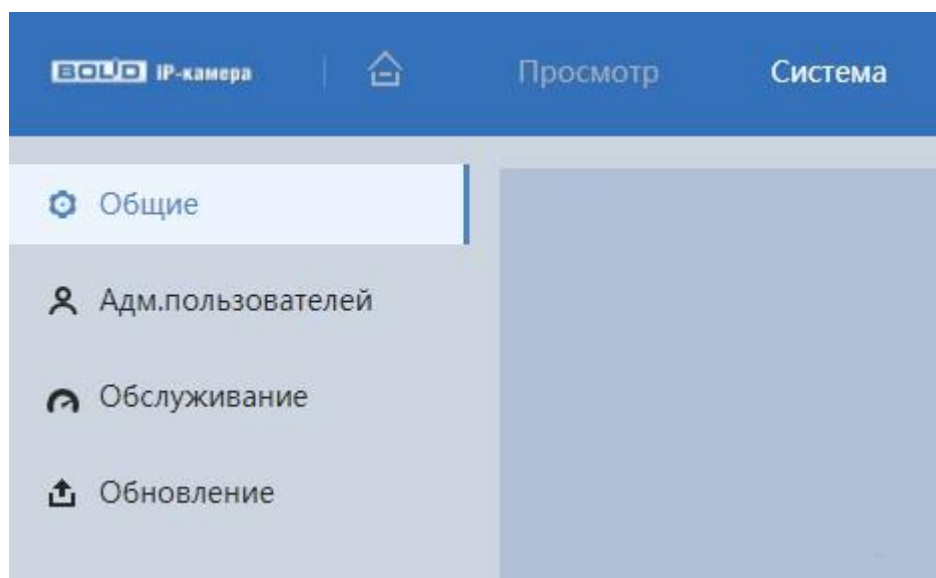 BOLID IP-камера
Просмотр
Система
Общие
Адм.пользователей
Обслуживание
Обновление